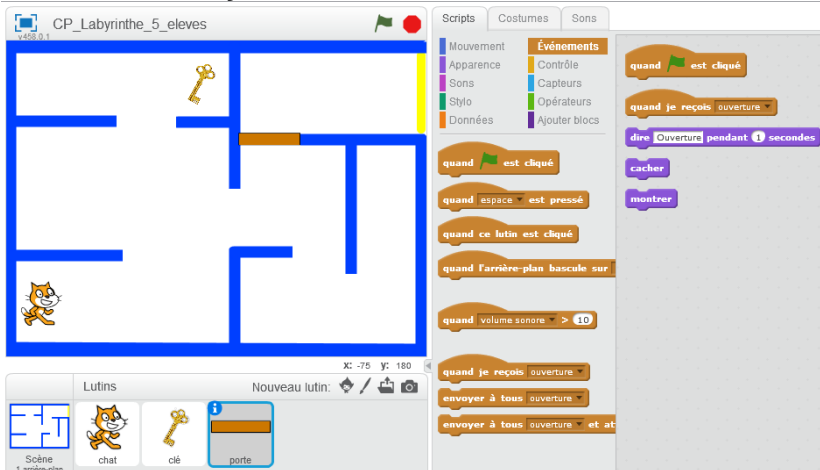 CP_Labyrinthe_5_eleves
v458.0.1
X: -75 y: 180
Lutins
Nouveau lutin:
Scène
1 arrière-plan
chat
clé
porte
Scripts
Costumes
Sons
Mouvement
Apparence
Sons
Stylo
Données
Événements
Contrôle
Capteurs
Opérateurs
Ajouter blocs
quand est cliqué
quand espace est pressé
quand ce lutin est cliqué
quand l'arrière-plan bascule sur
quand volume sonore > 10
quand je reçois ouverture
envoyer à tous ouverture
envoyer à tous ouverture et at
quand est cliqué
quand je reçois ouverture
dire Ouverture pendant 1 secondes
cacher
montrer